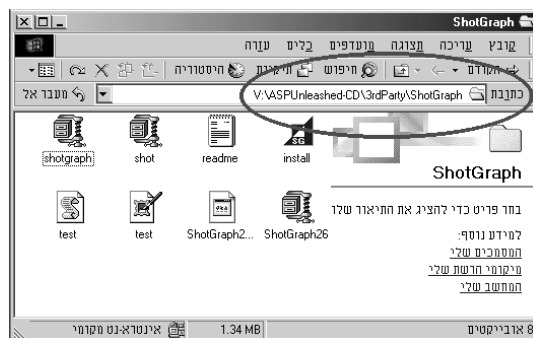 ShotGraph
קובץ עריכה תצוגה מועדפים כלים עזרה
הקודם חיפוש תיקיות היסטוריה
כתובת V:\ASPUnleashed-CD\3rdParty\ShotGraph מעבר אל
ShotGraph
בחר פריט כדי להציג את התיאור שלו
למידע נוסף:
המסמכים שלי
מיקומי הרשת שלי
המחשב שלי
shotgraph shot readme install
test test ShotGraph2... ShotGraph26
8 אובייקטים 1.34 MB אינטרא-נט מקומי